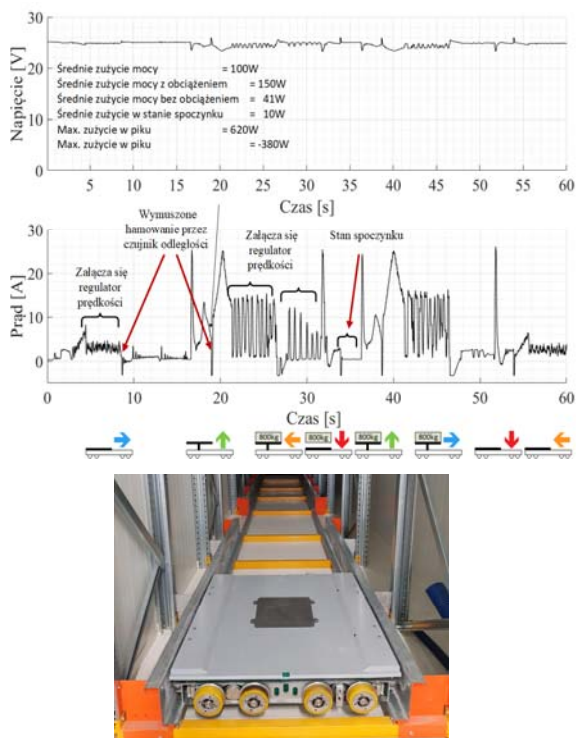 30
20
10
0
Napięcie [V]
Średnie zużycie mocy = 100W
Średnie zużycie mocy z obciążeniem = 150W
Średnie zużycie mocy bez obciążenie = 41W
Średnie zużycie w stanie spoczynku = 10W
Max. zużycie w piku = 620W
Max. zużycie w piku = -380W
5 10 15 20 25 30 35 40 45 50 55 60
Czas [s]
Wymuszone
hamowanie przez
czujnik odległości
Załącza się
regulator
prędkości
Załącza się
regulator
prędkości
Stan spoczynku
30
20
10
0
Prąd [A]
0 10 20 30 40 50 60
Czas [s]
800kg 800kg 800kg 800kg